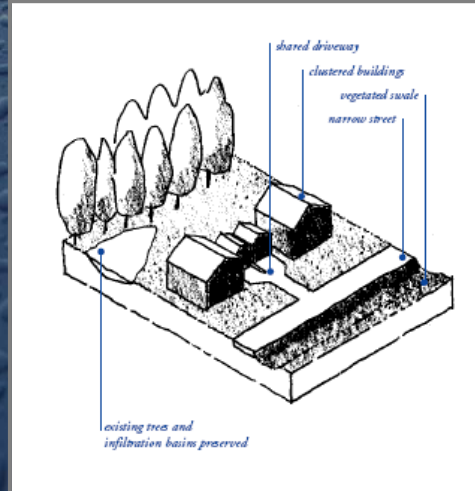 shared driveway
clustered buildings
vegetated swale
narrow street
existing trees and
infiltration basins preserved